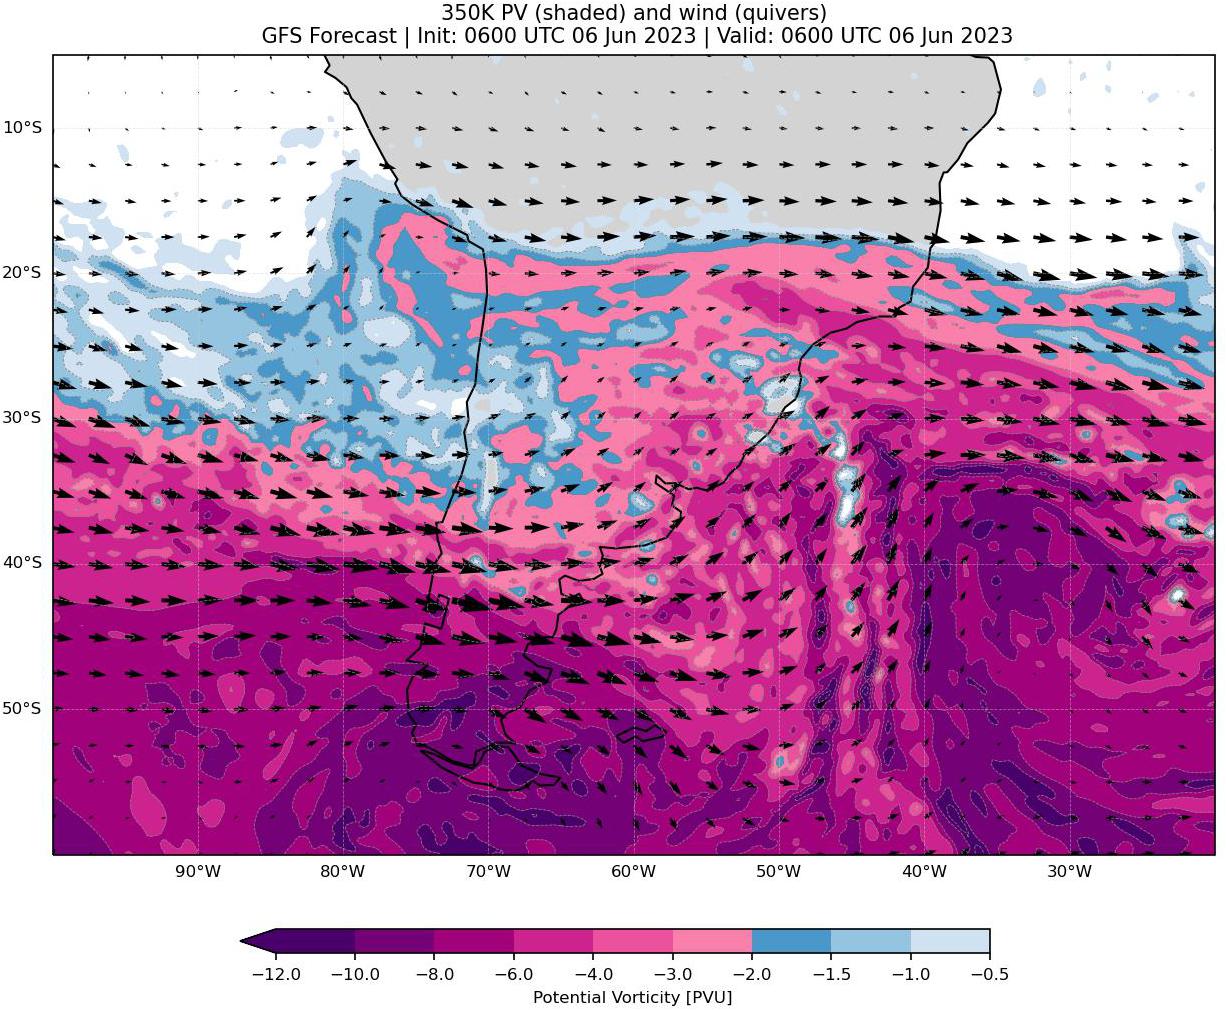 350K PV (shaded) and wind (quivers)
GFS Forecast | Init: 0600 UTC 06 Jun 2023 | Valid: 0600 UTC 06 Jun 2023
10°S
20°S
30°S
40°S
50°S
90°W 80°W 70°W 60°W 50°W 40°W 30°W
−12.0 −10.0 −8.0 −6.0 −4.0 −3.0 −2.0 −1.5 −1.0 −0.5
Potential Vorticity [PVU]